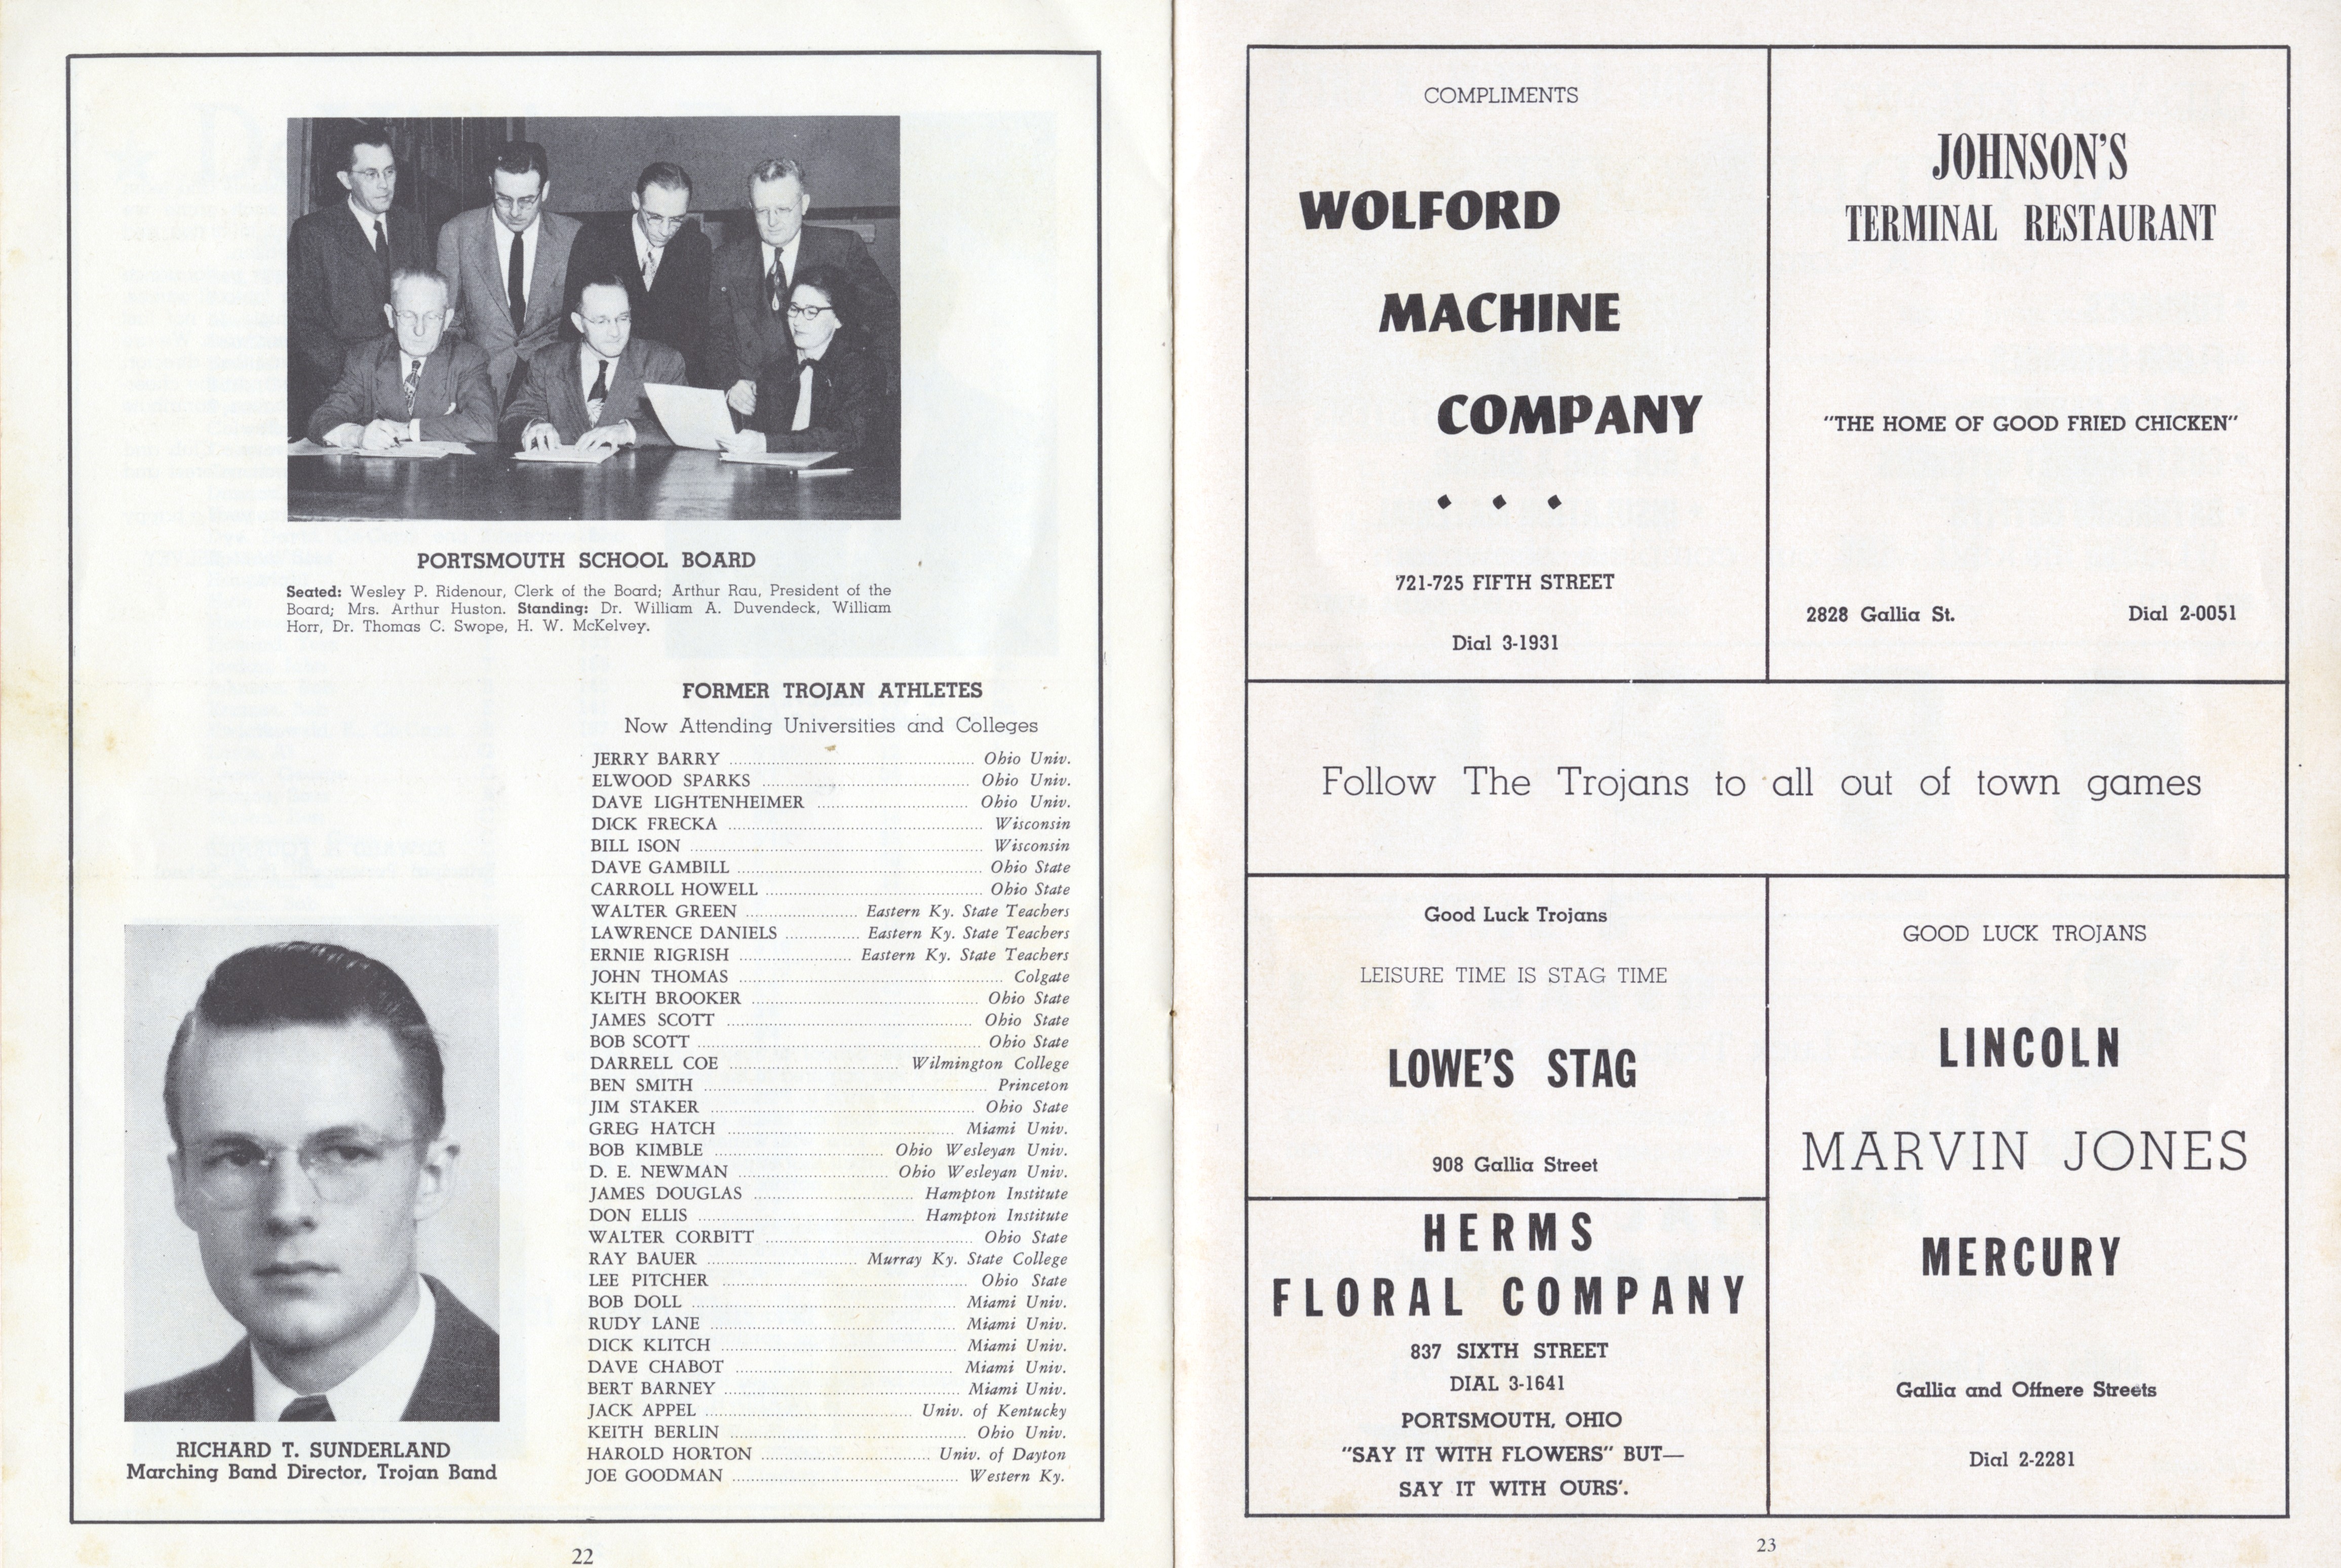 PORTSMOUTH SCHOOL BOARD
Seated: Wesley P. Ridenour, Clerk of the Board; Arthur Rau, President of the
Board; Mrs. Arthur Huston. Standing: Dr. William A. Duvendeck, William
Horr, Dr. Thomas C. Swope, H. W. McKelvey.
FORMER TROJAN ATHLETES
Now Attending Universities and Colleges
JERRY BARRY ........ Ohio Univ.
ELWOOD SPARKS ........ Ohio Univ.
DAVE LIGHTENHEIMER ........ Ohio Univ.
DICK FRECKA ........ Wisconsin
BILL ISON ........ Wisconsin
DAVE GAMBILL ........ Ohio State
CARROLL HOWELL ........ Ohio State
WALTER GREEN ........ Eastern Ky. State Teachers
LAWRENCE DANIELS ........ Eastern Ky. State Teachers
ERNIE RIGRISH ........ Eastern Ky. State Teachers
JOHN THOMAS ........ Colgate
KEITH BROOKER ........ Ohio State
JAMES SCOTT ........ Ohio State
BOB SCOTT ........ Ohio State
DARRELL COE ........ Wilmington College
BEN SMITH ........ Princeton
JIM STAKER ........ Ohio State
GREG HATCH ........ Miami Univ.
BOB KIMBLE ........ Ohio Wesleyan Univ.
D. E. NEWMAN ........ Ohio Wesleyan Univ.
JAMES DOUGLAS ........ Hampton Institute
DON ELLIS ........ Hampton Institute
WALTER CORBITT ........ Ohio State
RAY BAUER ........ Murray Ky. State College
LEE PITCHER ........ Ohio State
BOB DOLL ........ Miami Univ.
RUDY LANE ........ Miami Univ.
DICK KLITCH ........ Miami Univ.
DAVE CHABOT ........ Miami Univ.
BERT BARNEY ........ Miami Univ.
JACK APPEL ........ Univ. of Kentucky
KEITH BERLIN ........ Ohio Univ.
HAROLD HORTON ........ Univ. of Dayton
JOE GOODMAN ........ Western Ky.
RICHARD T. SUNDERLAND
Marching Band Director, Trojan Band
22
COMPLIMENTS
WOLFORD
MACHINE
COMPANY
721-725 FIFTH STREET
Dial 3-1931
JOHNSON'S
TERMINAL RESTAURANT
"THE HOME OF GOOD FRIED CHICKEN"
2828 Gallia St. Dial 2-0051
Follow The Trojans to all out of town games
Good Luck Trojans
LEISURE TIME IS STAG TIME
LOWE'S STAG
908 Gallia Street
HERMS
FLORAL COMPANY
837 SIXTH STREET
DIAL 3-1641
PORTSMOUTH, OHIO
"SAY IT WITH FLOWERS" BUT—
SAY IT WITH OURS'.
GOOD LUCK TROJANS
LINCOLN
MARVIN JONES
MERCURY
Gallia and Offnere Streets
Dial 2-2281
23